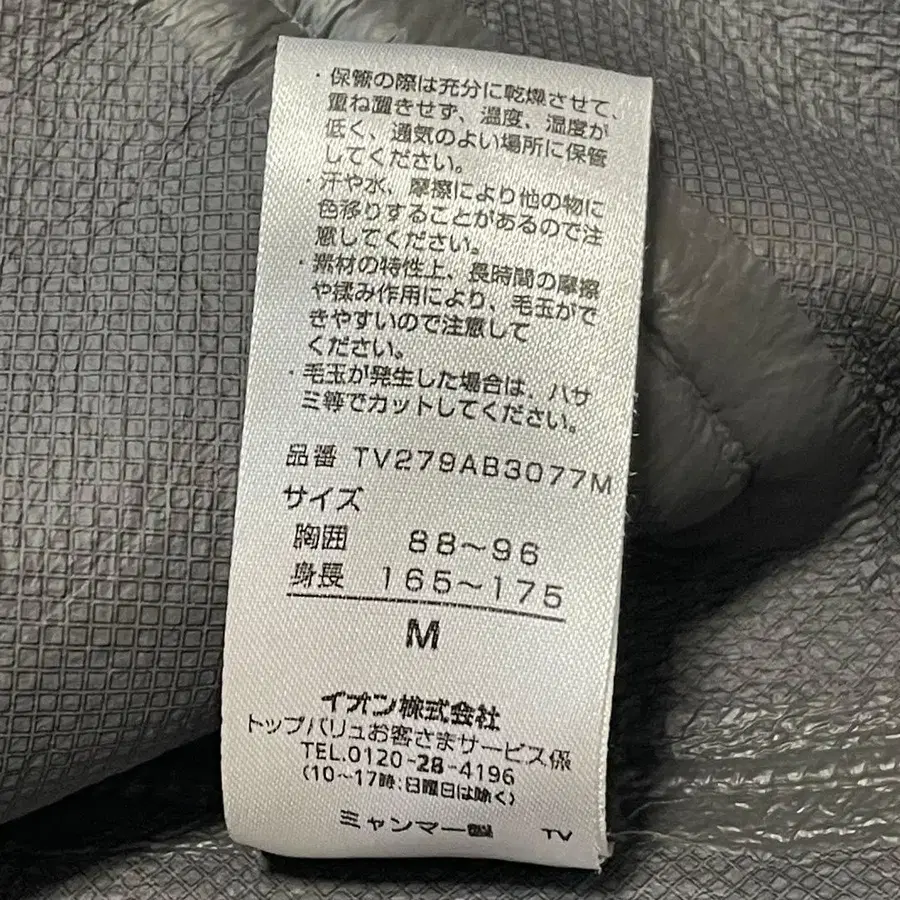 ・保管の際は充分に乾燥させて、
重ね置きせず、温度、湿度が
低く、通気のよい場所に保管
してください。
・汗や水、摩擦により他の物に
色移りすることがあるので注
意してください。
・素材の特性上、長時間の摩擦
や揉み作用により、毛玉がで
きやすいので注意して
ください。
・毛玉が発生した場合は、ハサ
ミ等でカットしてください。
品番 TV279AB3077M
サイズ
胸囲 88～96
身長 165～175
M
イオン株式会社
トップバリュお客さまサービス係
TEL.0120-28-4196
(10～17時:日曜日は除く)
ミャンマー製 TV